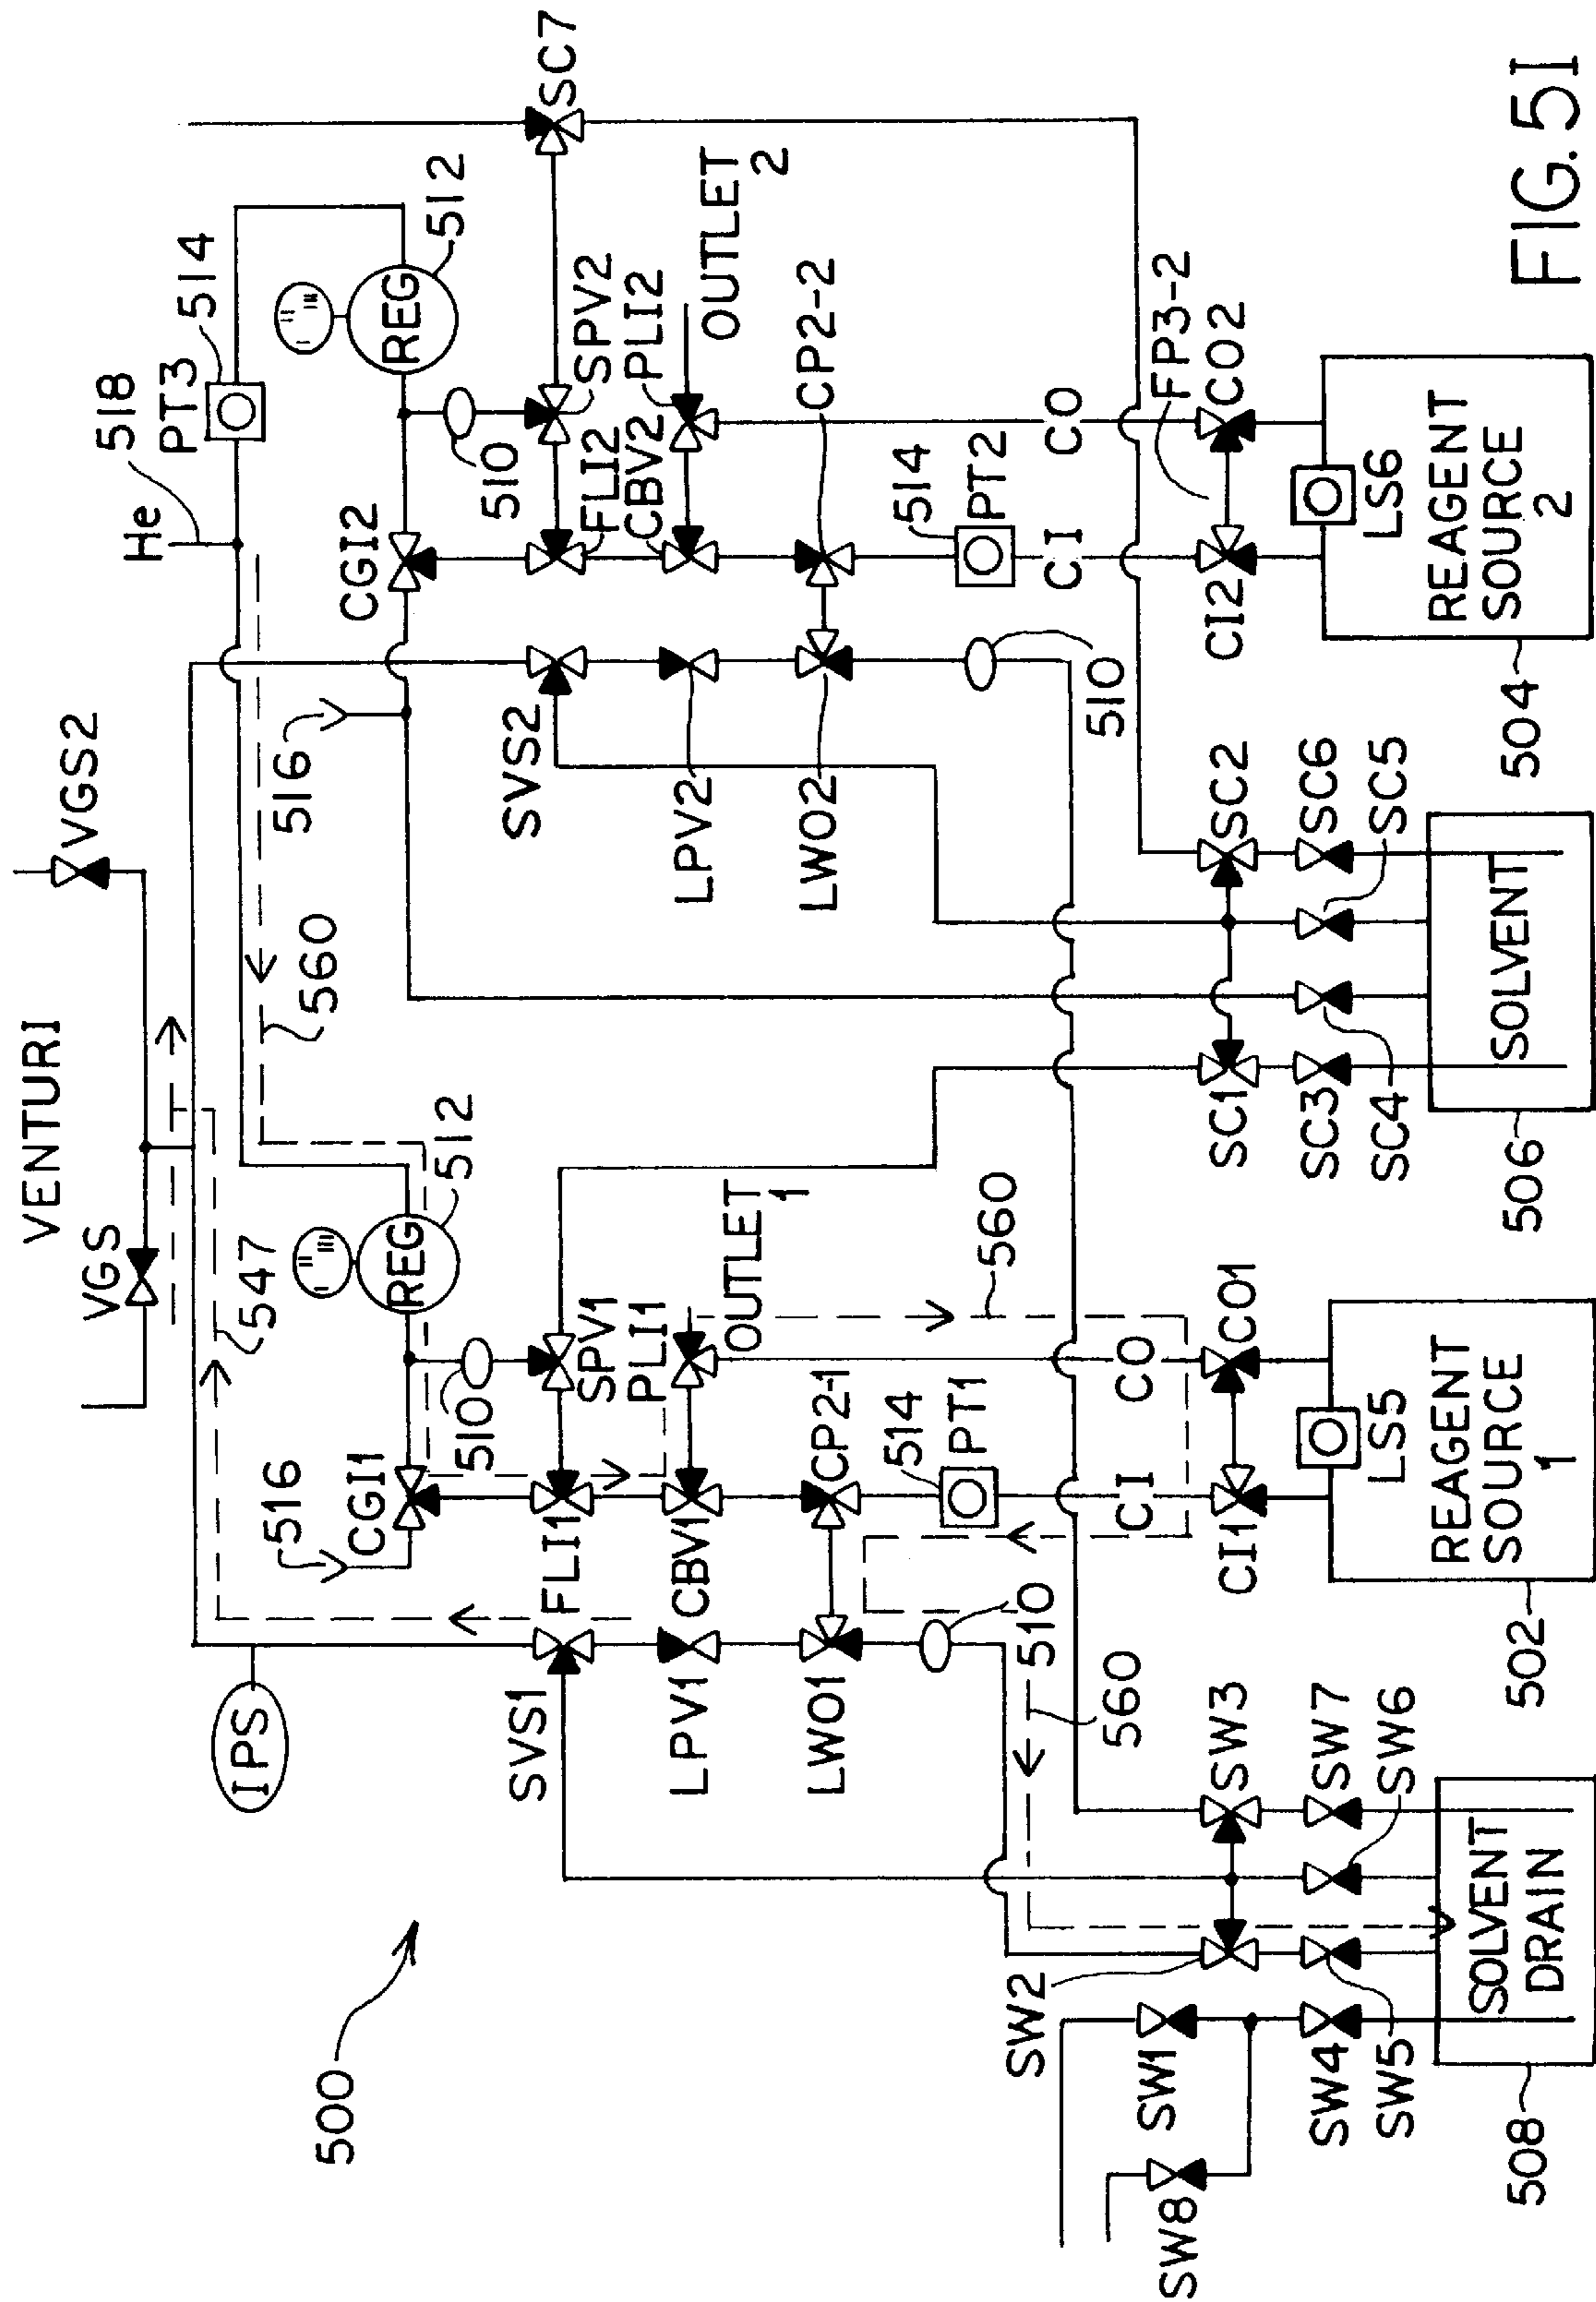 VENTURI
VGS
VGS2
547
560
He
518
PT3
514
512
REG
512
REG
516
516
IPS
500
CGI1
CGI2
510
510
SC7
SVS1
FLI1
SPV1
SVS2
FLI2
SPV2
LPV1
CBV1
PLI1
OUTLET
1
LPV2
CBV2
PLI2
OUTLET
2
LWO1
CP2-1
LWO2
CP2-2
514
PT1
514
PT2
510
510
560
560
CI
CO
CI
CO
FP3-2
SW2
SW3
CI1
CO1
SC1
SC2
CI2
CO2
SW1
SW8
SW4
SW5
SW7
SW6
LS5
SC3
SC4
SC6
SC5
LS6
SOLVENT
DRAIN
REAGENT
SOURCE
1
SOLVENT
REAGENT
SOURCE
2
508
502
506
504
FIG. 5I